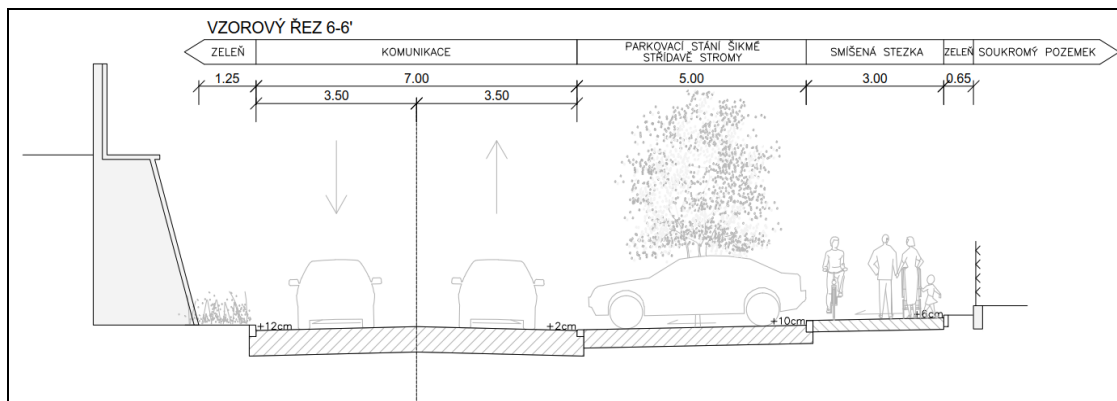 VZOROVÝ ŘEZ 6-6'
ZELEŇ
KOMUNIKACE
PARKOVACÍ STÁNÍ ŠIKMÉ
STŘÍDAVĚ STROMY
SMÍŠENÁ STEZKA
ZELEŇ
SOUKROMÝ POZEMEK
1.25
7.00
5.00
3.00
0.65
3.50
3.50
+12cm
+2cm
+10cm
+6cm